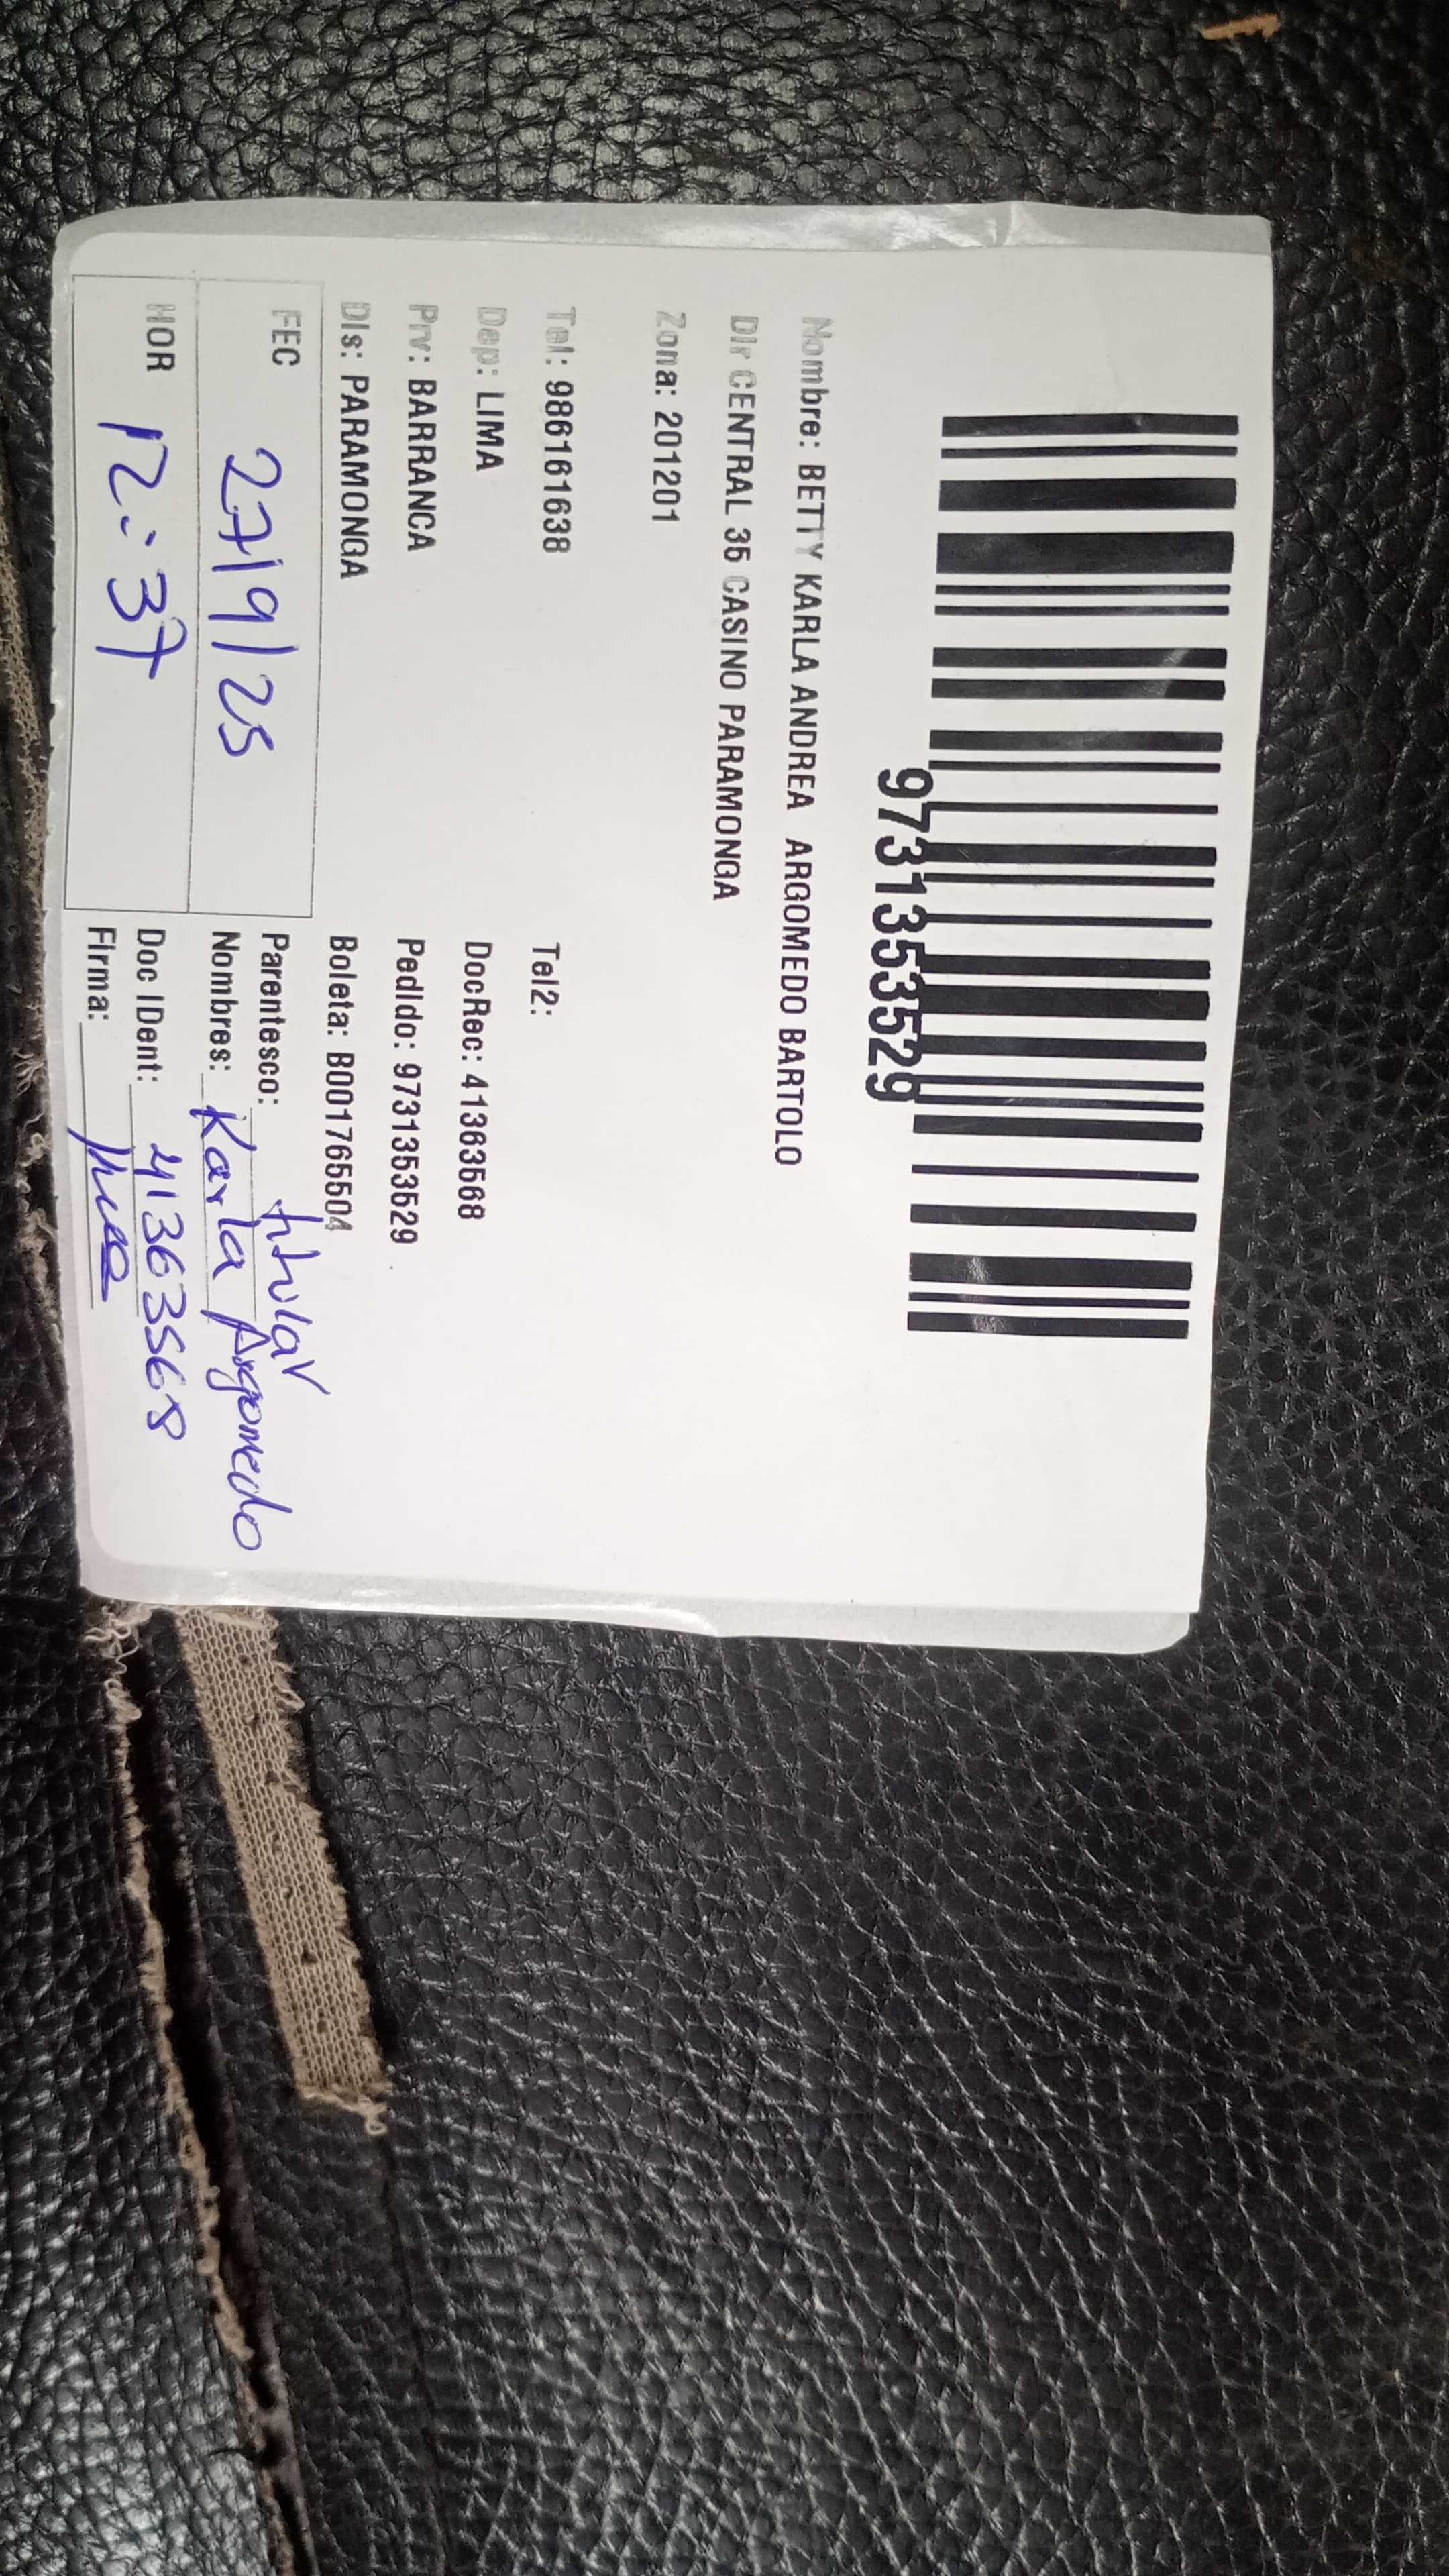 9731353529
Nombre: BETTY KARLA ANDREA ARGOMEDO BARTOLO
Dir CENTRAL 35 CASINO PARAMONGA
Zona: 201201
Tel: 986161638 Tel2:
Dep: LIMA DocRec: 41363568
Prv: BARRANCA Pedido: 9731353529
Dis: PARAMONGA Boleta: B001765504
FEC 27/9/25 Parentesco: titular
Nombres: Karla Argomedo
HOR 12:37 Doc IDent: 41363568
Firma: